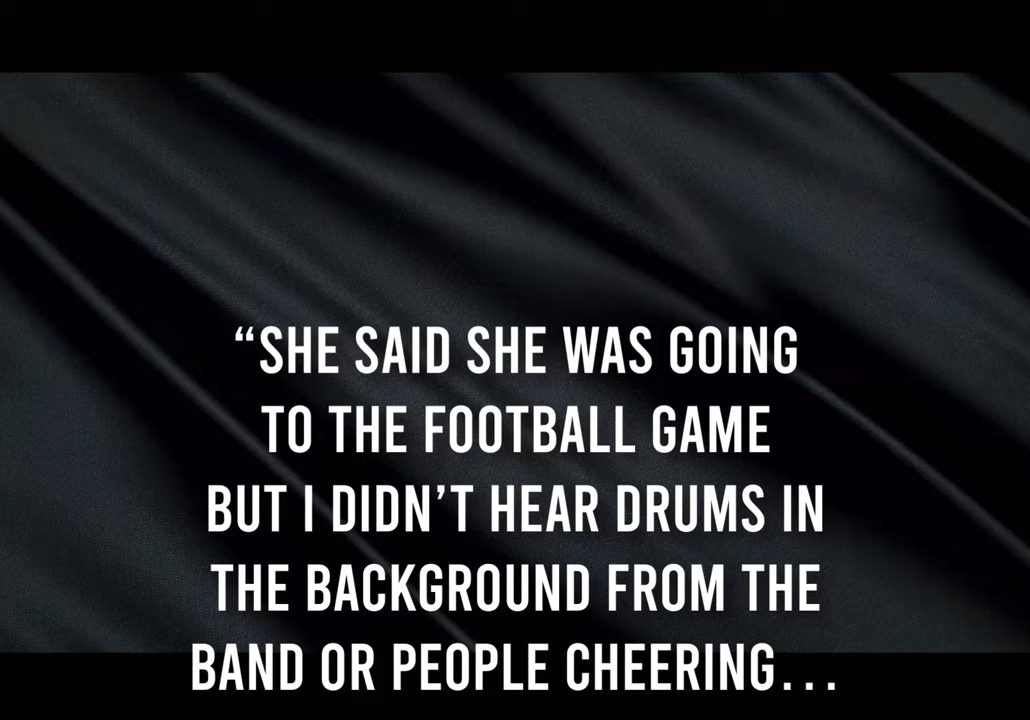 “SHE SAID SHE WAS GOING
TO THE FOOTBALL GAME
BUT I DIDN’T HEAR DRUMS IN
THE BACKGROUND FROM THE
BAND OR PEOPLE CHEERING...